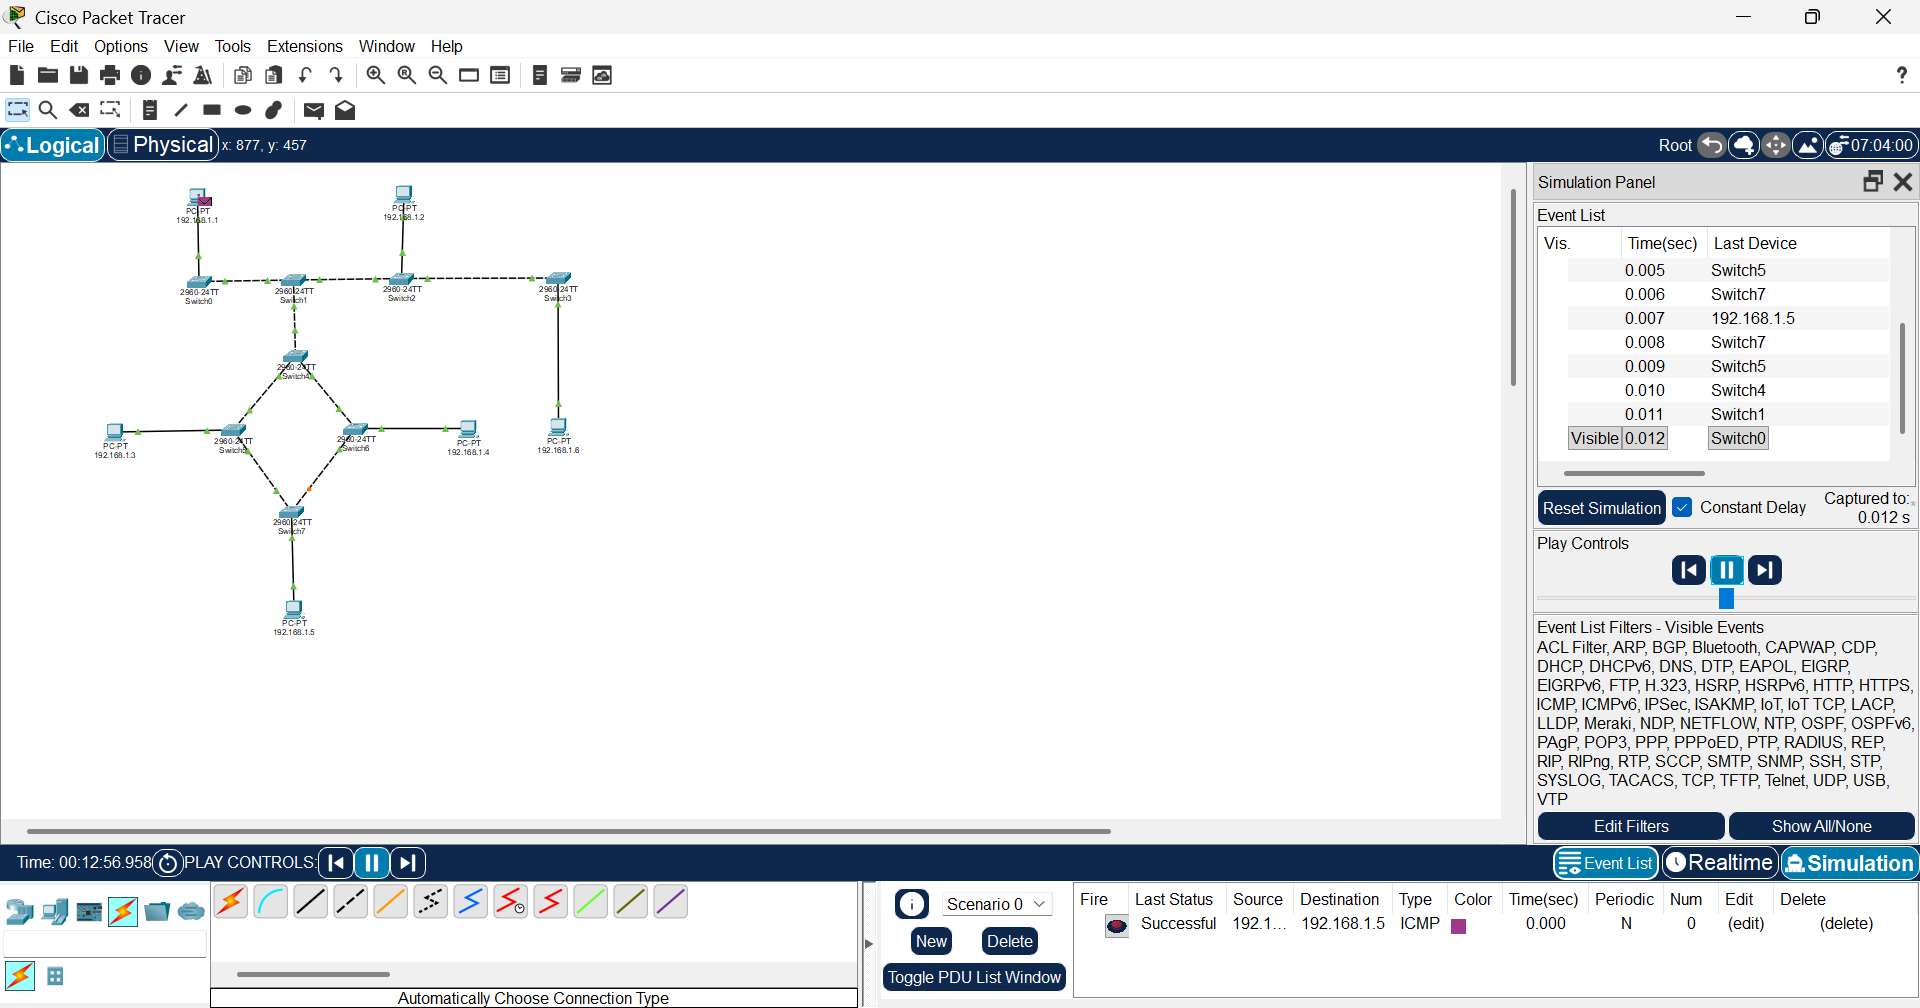 Cisco Packet Tracer
File Edit Options View Tools Extensions Window Help
?
Logical Physical x: 877, y: 457 Root 07:04:00
PC-PT
192.168.1.1
PC-PT
192.168.1.2
2960-24TT
Switch0
2960-24TT
Switch1
2960-24TT
Switch2
2960-24TT
Switch3
2960-24TT
Switch4
PC-PT
192.168.1.3
2960-24TT
Switch5
2960-24TT
Switch6
PC-PT
192.168.1.4
PC-PT
192.168.1.6
2960-24TT
Switch7
PC-PT
192.168.1.5
Simulation Panel
Event List
Vis. Time(sec) Last Device
0.005 Switch5
0.006 Switch7
0.007 192.168.1.5
0.008 Switch7
0.009 Switch5
0.010 Switch4
0.011 Switch1
Visible 0.012 Switch0
Reset Simulation Constant Delay Captured to:
0.012 s
Play Controls
Event List Filters - Visible Events
ACL Filter, ARP, BGP, Bluetooth, CAPWAP, CDP,
DHCP, DHCPv6, DNS, DTP, EAPOL, EIGRP,
EIGRPv6, FTP, H.323, HSRP, HSRPv6, HTTP, HTTPS,
ICMP, ICMPv6, IPSec, ISAKMP, IoT, IoT TCP, LACP,
LLDP, Meraki, NDP, NETFLOW, NTP, OSPF, OSPFv6,
PAgP, POP3, PPP, PPPoED, PTP, RADIUS, REP,
RIP, RIPng, RTP, SCCP, SMTP, SNMP, SSH, STP,
SYSLOG, TACACS, TCP, TFTP, Telnet, UDP, USB,
VTP
Edit Filters Show All/None
Time: 00:12:56.958 PLAY CONTROLS: Event List Realtime Simulation
Scenario 0
New Delete
Toggle PDU List Window
Fire Last Status Source Destination Type Color Time(sec) Periodic Num Edit Delete
Successful 192.1... 192.168.1.5 ICMP 0.000 N 0 (edit) (delete)
Automatically Choose Connection Type